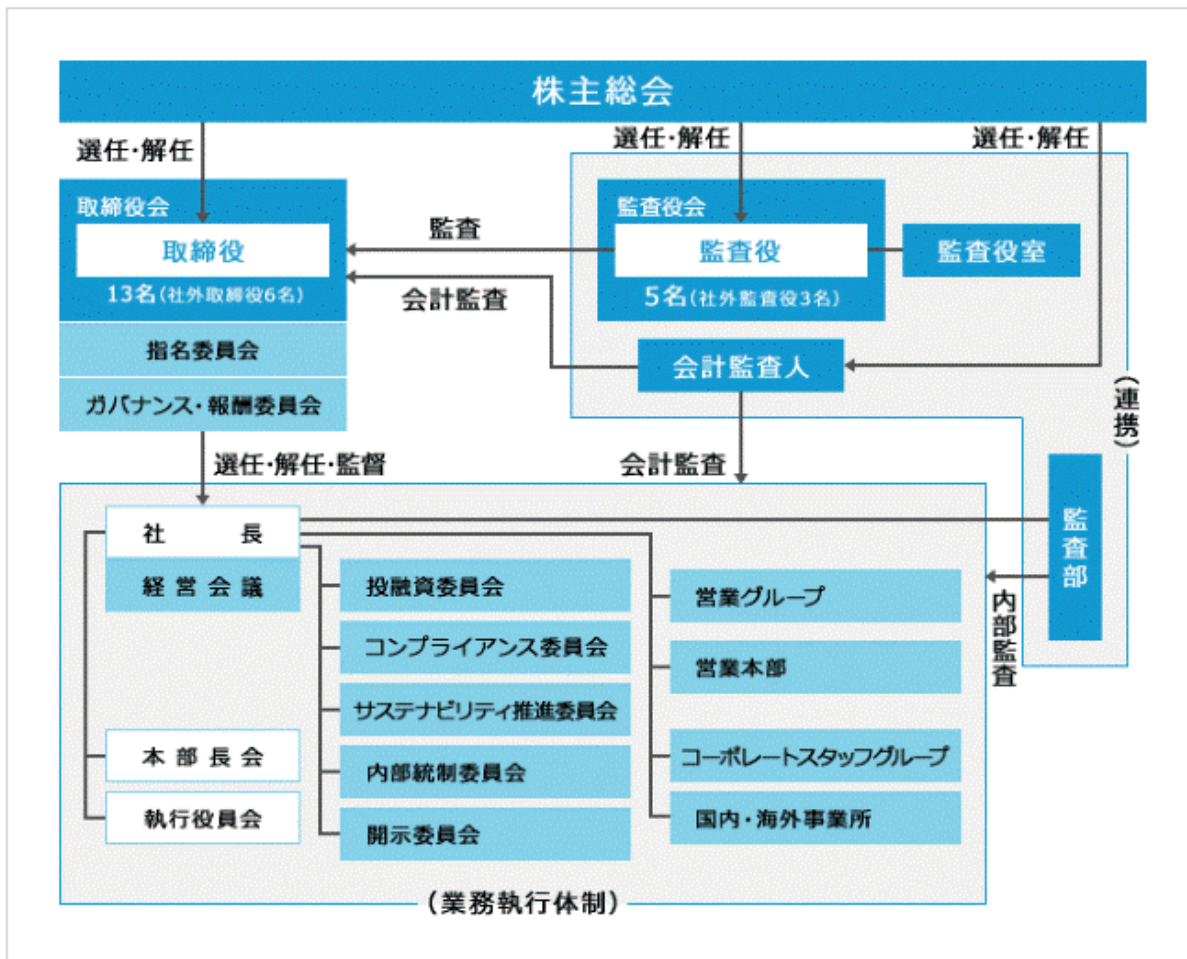 株主総会
選任・解任
選任・解任
選任・解任
取締役会
取締役
13名(社外取締役6名)
指名委員会
ガバナンス・報酬委員会
監査
会計監査
監査役会
監査役
5名(社外監査役3名)
監査役室
会計監査人
(連携)
選任・解任・監督
会計監査
監査部
内部監査
社長
経営会議
本部長会
執行役員会
投融資委員会
コンプライアンス委員会
サステナビリティ推進委員会
内部統制委員会
開示委員会
営業グループ
営業本部
コーポレートスタッフグループ
国内・海外事業所
(業務執行体制)